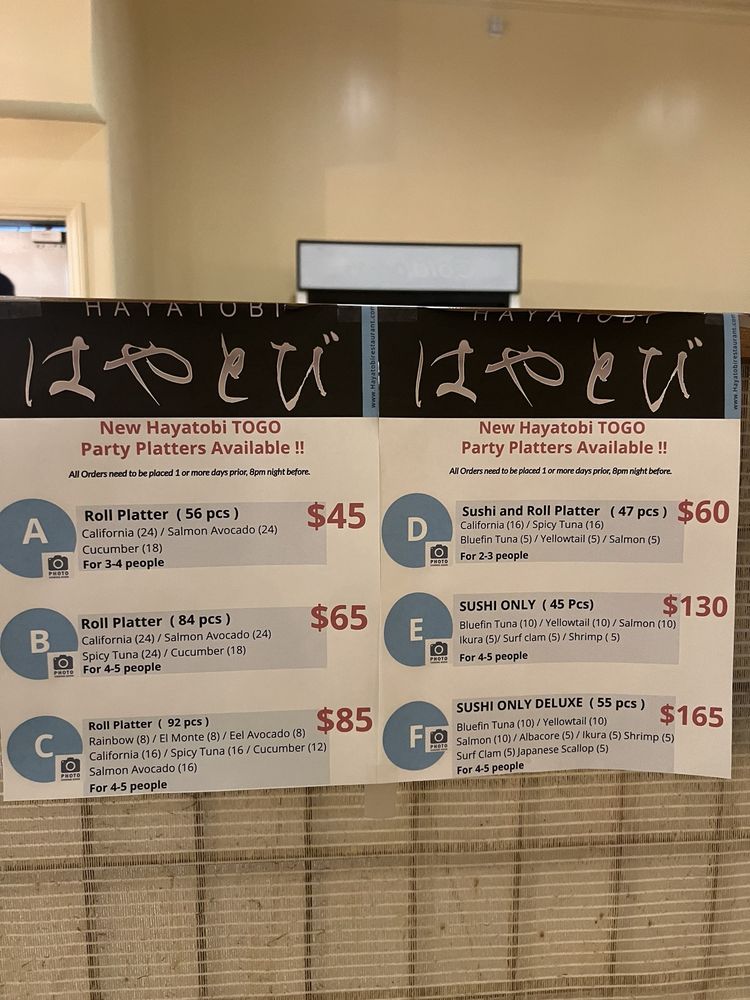 HAYATOBI
はやとび
www.Hayatobirestaurant.com
New Hayatobi TOGO
Party Platters Available !!
All Orders need to be placed 1 or more days prior, 8pm night before.
A
PHOTO
Roll Platter ( 56 pcs )
$45
California (24) / Salmon Avocado (24)
Cucumber (18)
For 3-4 people
B
PHOTO
Roll Platter ( 84 pcs )
$65
California (24) / Salmon Avocado (24)
Spicy Tuna (24) / Cucumber (18)
For 4-5 people
C
PHOTO
Roll Platter ( 92 pcs )
$85
Rainbow (8) / El Monte (8) / Eel Avocado (8)
California (16) / Spicy Tuna (16 / Cucumber (12)
Salmon Avocado (16)
For 4-5 people
HAYATOBI
はやとび
www.Hayatobirestaurant.com
New Hayatobi TOGO
Party Platters Available !!
All Orders need to be placed 1 or more days prior, 8pm night before.
D
PHOTO
Sushi and Roll Platter ( 47 pcs )
$60
California (16) / Spicy Tuna (16)
Bluefin Tuna (5) / Yellowtail (5) / Salmon (5)
For 2-3 people
E
PHOTO
SUSHI ONLY ( 45 Pcs)
$130
Bluefin Tuna (10) / Yellowtail (10) / Salmon (10)
Ikura (5)/ Surf clam (5) / Shrimp ( 5)
For 4-5 people
F
PHOTO
SUSHI ONLY DELUXE ( 55 pcs )
$165
Bluefin Tuna (10) / Yellowtail (10)
Salmon (10) / Albacore (5) / Ikura (5) Shrimp (5)
Surf Clam (5) Japanese Scallop (5)
For 4-5 people